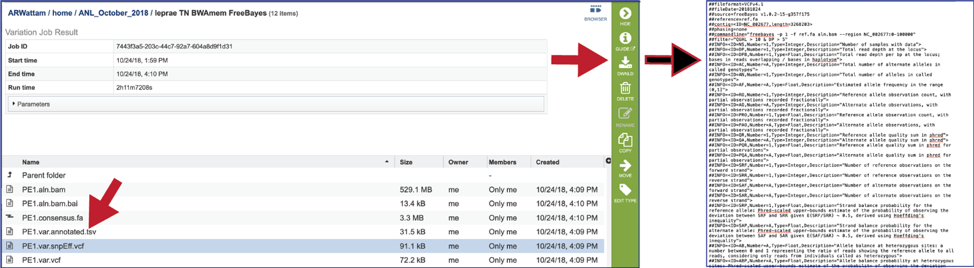 ARWattam / home / ANL_October_2018 / leprae TN BWAmem FreeBayes (12 items)
BROWSER
Variation Job Result
Job ID 7443f3a5-203c-44c7-92a7-604a8d9f1d31
Start time 10/24/18, 1:59 PM
End time 10/24/18, 4:10 PM
Run time 2h11m7208s
Parameters
Name Size Owner Members Created
Parent folder -
PE1.aln.bam 529.1 MB me Only me 10/24/18, 4:09 PM
PE1.aln.bam.bai 13.4 kB me Only me 10/24/18, 4:10 PM
PE1.consensus.fa 3.3 MB me Only me 10/24/18, 4:10 PM
PE1.var.annotated.tsv 31.5 kB me Only me 10/24/18, 4:09 PM
PE1.var.snpEff.vcf 91.1 kB me Only me 10/24/18, 4:09 PM
PE1.var.vcf 72.2 kB me Only me 10/24/18, 4:09 PM
HIDE
GUIDE
DWNLD
DELETE
RENAME
COPY
MOVE
EDIT TYPE
##fileformat=VCFv4.1
##fileDate=20181024
##source=freeBayes v1.0.2-15-g357f175
##reference=ref.fa
##contig=<ID=NC_002677,length=3268203>
##phasing=none
##commandline="freebayes -p 1 -f ref.fa aln.bam --region NC_002677:0-100000"
##filter="QUAL > 10 & DP > 5"
##INFO=<ID=NS,Number=1,Type=Integer,Description="Number of samples with data">
##INFO=<ID=DP,Number=1,Type=Integer,Description="Total read depth at the locus">
##INFO=<ID=DPB,Number=1,Type=Float,Description="Total read depth per bp at the locus;
bases in reads overlapping / bases in haplotype">
##INFO=<ID=AC,Number=A,Type=Integer,Description="Total number of alternate alleles in
called genotypes">
##INFO=<ID=AN,Number=1,Type=Integer,Description="Total number of alleles in called
genotypes">
##INFO=<ID=AF,Number=A,Type=Float,Description="Estimated allele frequency in the range
(0,1]">
##INFO=<ID=RO,Number=1,Type=Integer,Description="Reference allele observation count, with
partial observations recorded fractionally">
##INFO=<ID=AO,Number=A,Type=Integer,Description="Alternate allele observations, with
partial observations recorded fractionally">
##INFO=<ID=PRO,Number=1,Type=Float,Description="Reference allele observation count, with
partial observations recorded fractionally">
##INFO=<ID=PAO,Number=A,Type=Float,Description="Alternate allele observations, with
partial observations recorded fractionally">
##INFO=<ID=QR,Number=1,Type=Integer,Description="Reference allele quality sum in phred">
##INFO=<ID=QA,Number=A,Type=Integer,Description="Alternate allele quality sum in phred">
##INFO=<ID=PQR,Number=1,Type=Float,Description="Reference allele quality sum in phred for
partial observations">
##INFO=<ID=PQA,Number=A,Type=Float,Description="Alternate allele quality sum in phred for
partial observations">
##INFO=<ID=SRF,Number=1,Type=Integer,Description="Number of reference observations on
the forward strand">
##INFO=<ID=SRR,Number=1,Type=Integer,Description="Number of reference observations on
the reverse strand">
##INFO=<ID=SAF,Number=A,Type=Integer,Description="Number of alternate observations on
the forward strand">
##INFO=<ID=SAR,Number=A,Type=Integer,Description="Number of alternate observations on
the reverse strand">
##INFO=<ID=SRP,Number=1,Type=Float,Description="Strand balance probability for
the reference allele: Phred-scaled upper-bounds estimate of the probability of observing the
deviation between SRF and SRR given E(SRF/SRR) ~ 0.5, derived using Hoeffding's
inequality">
##INFO=<ID=SAP,Number=A,Type=Float,Description="Strand balance probability for the
alternate allele: Phred-scaled upper-bounds estimate of the probability of observing the
deviation between SAF and SAR given E(SAF/SAR) ~ 0.5, derived using Hoeffding's
inequality">
##INFO=<ID=AB,Number=A,Type=Float,Description="Allele balance at heterozygous sites: a
number between 0 and 1 representing the ratio of reads showing the reference allele to all
reads, considering only reads from individuals called as heterozygous">